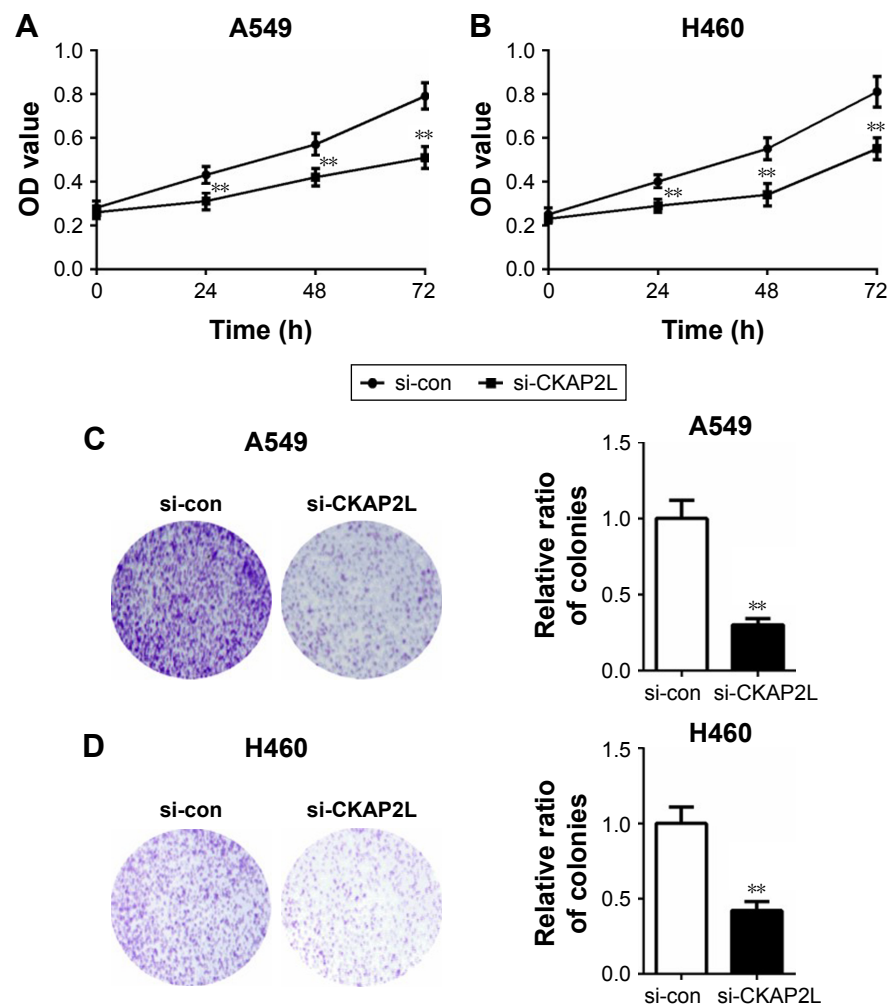 A
A549
1.0
0.8
0.6
0.4
0.2
0.0
OD value
**
**
**
0
24
48
72
Time (h)
B
H460
1.0
0.8
0.6
0.4
0.2
0.0
OD value
**
**
**
0
24
48
72
Time (h)
si-con si-CKAP2L
C
A549
si-con si-CKAP2L
A549
Relative ratio
of colonies
1.5
1.0
0.5
0.0
**
si-con si-CKAP2L
D
H460
si-con si-CKAP2L
H460
Relative ratio
of colonies
1.5
1.0
0.5
0.0
**
si-con si-CKAP2L